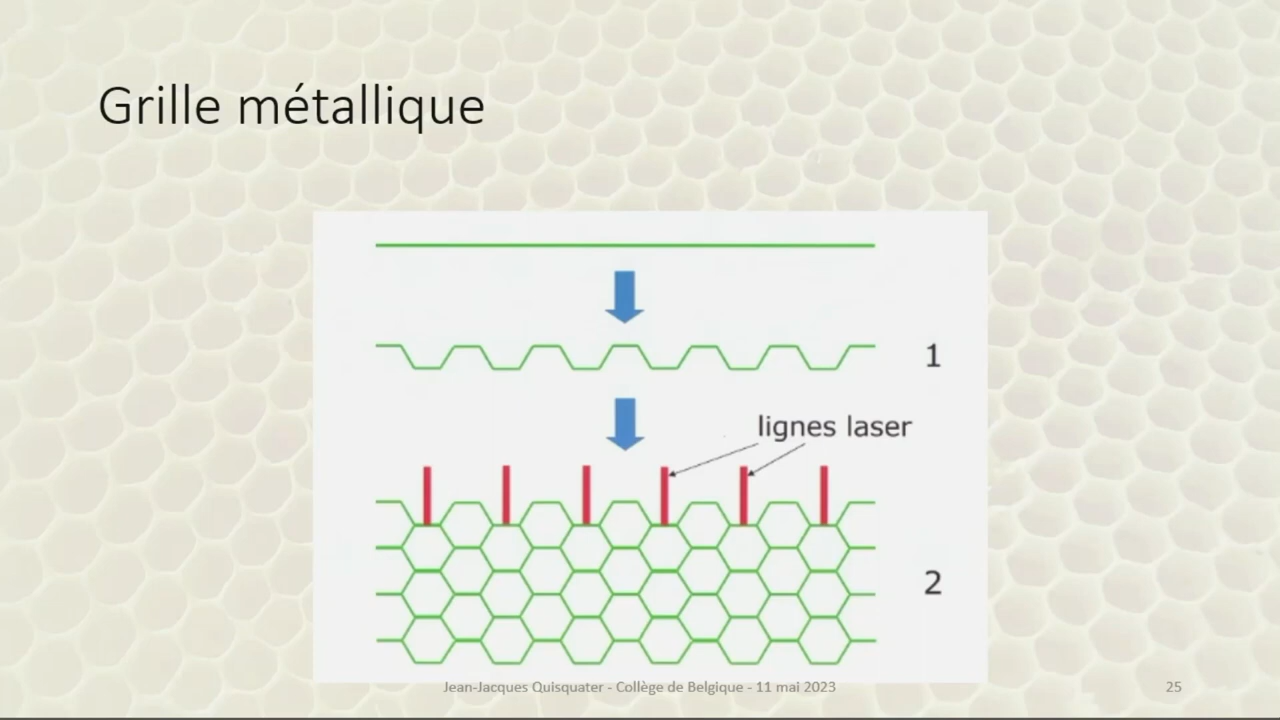 Grille métallique
1
lignes laser
2
Jean-Jacques Quisquater - Collège de Belgique - 11 mai 2023
25